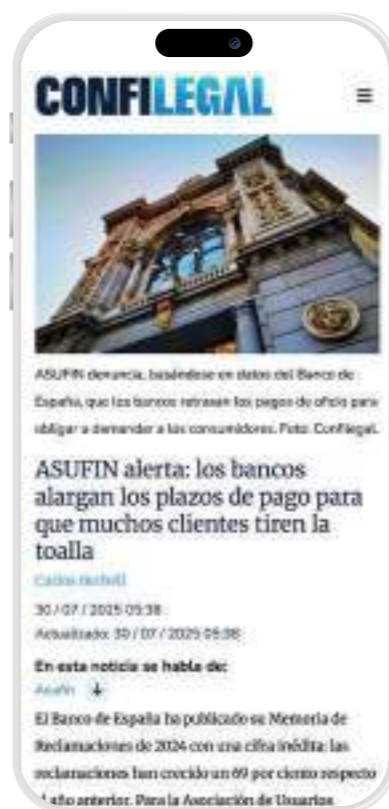 CONFILEGAL
ASUFIN denuncia, basándose en datos del Banco de
España, que los bancos retrasan los pagos de oficio para
obligar a demandar a los consumidores. Foto: Confilegal.
ASUFIN alerta: los bancos
alargan los plazos de pago para
que muchos clientes tiren la
toalla
Carlos Berbell
30 / 07 / 2025 05:38
Actualizado: 30 / 07 / 2025 05:38
En esta noticia se habla de:
Asufin
El Banco de España ha publicado su Memoria de
Reclamaciones de 2024 con una cifra inédita: las
reclamaciones han crecido un 69 por ciento respecto
al año anterior. Para la Asociación de Usuarios